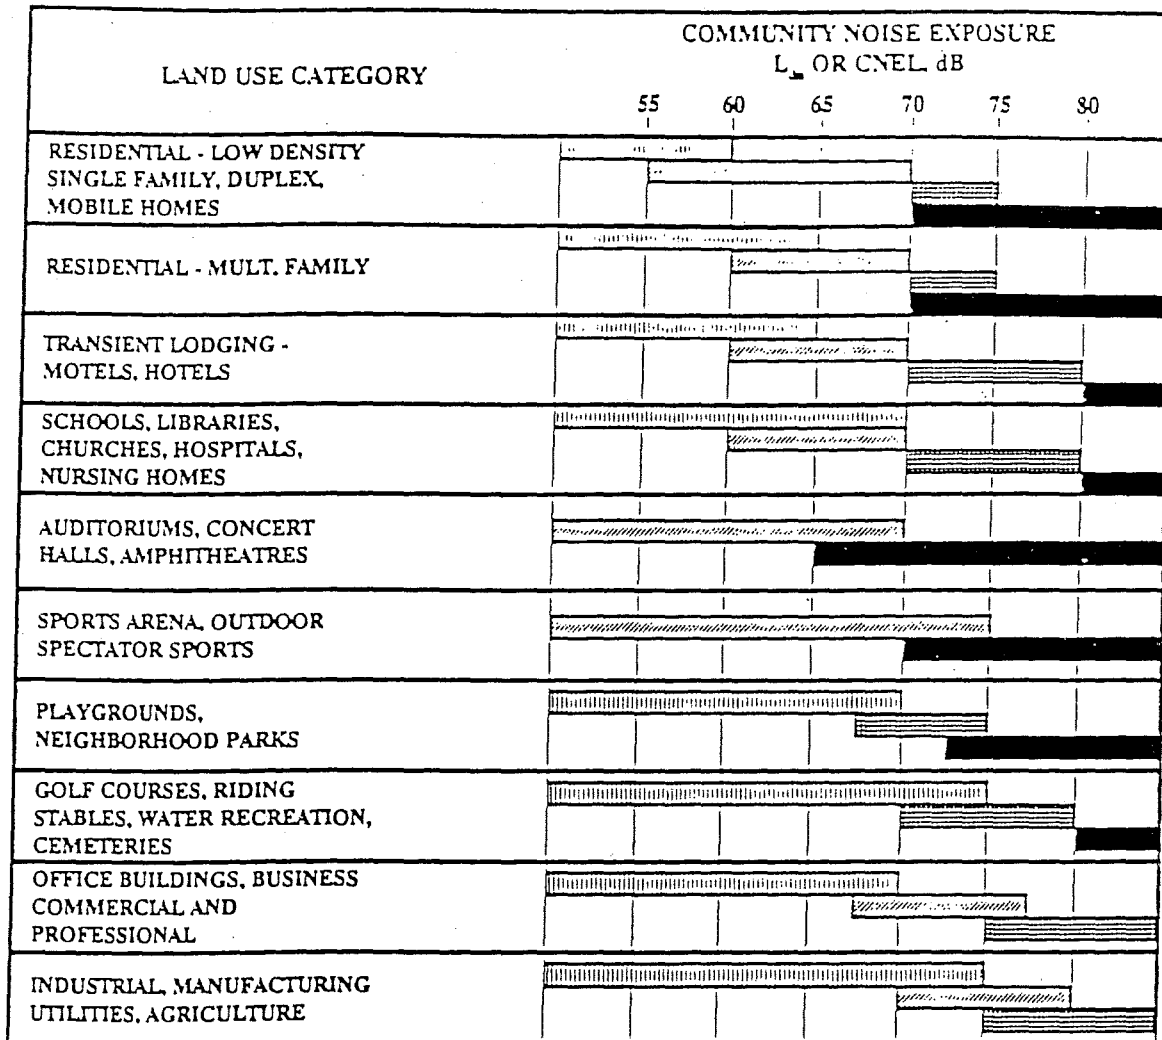 COMMUNITY NOISE EXPOSURE
LAND USE CATEGORY
OR CNEL, dB
55 60 65 70 75 80
RESIDENTIAL - LOW DENSITY
SINGLE FAMILY, DUPLEX,
MOBILE HOMES
RESIDENTIAL - MULT. FAMILY
TRANSIENT LODGING -
MOTELS, HOTELS
SCHOOLS, LIBRARIES,
CHURCHES, HOSPITALS,
NURSING HOMES
AUDITORIUMS, CONCERT
HALLS, AMPHITHEATRES
SPORTS ARENA, OUTDOOR
SPECTATOR SPORTS
PLAYGROUNDS,
NEIGHBORHOOD PARKS
GOLF COURSES, RIDING
STABLES, WATER RECREATION,
CEMETERIES
OFFICE BUILDINGS, BUSINESS
COMMERCIAL AND
PROFESSIONAL
INDUSTRIAL, MANUFACTURING
UTILITIES, AGRICULTURE